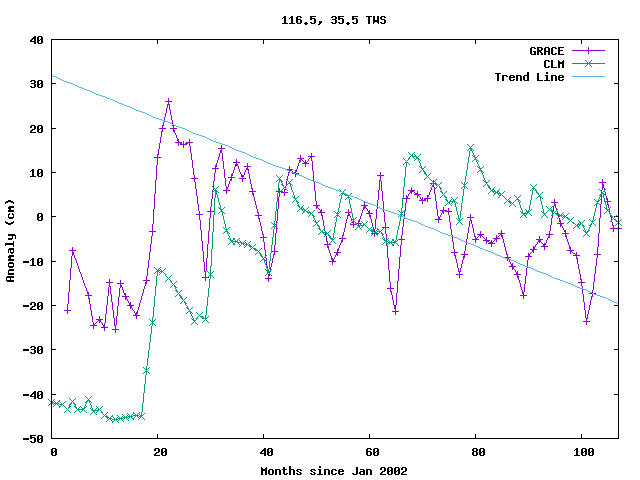 116.5, 35.5 TWS
GRACE
CLM
Trend Line
40
30
20
10
0
-10
-20
-30
-40
-50
Anomaly (cm)
0 20 40 60 80 100
Months since Jan 2002